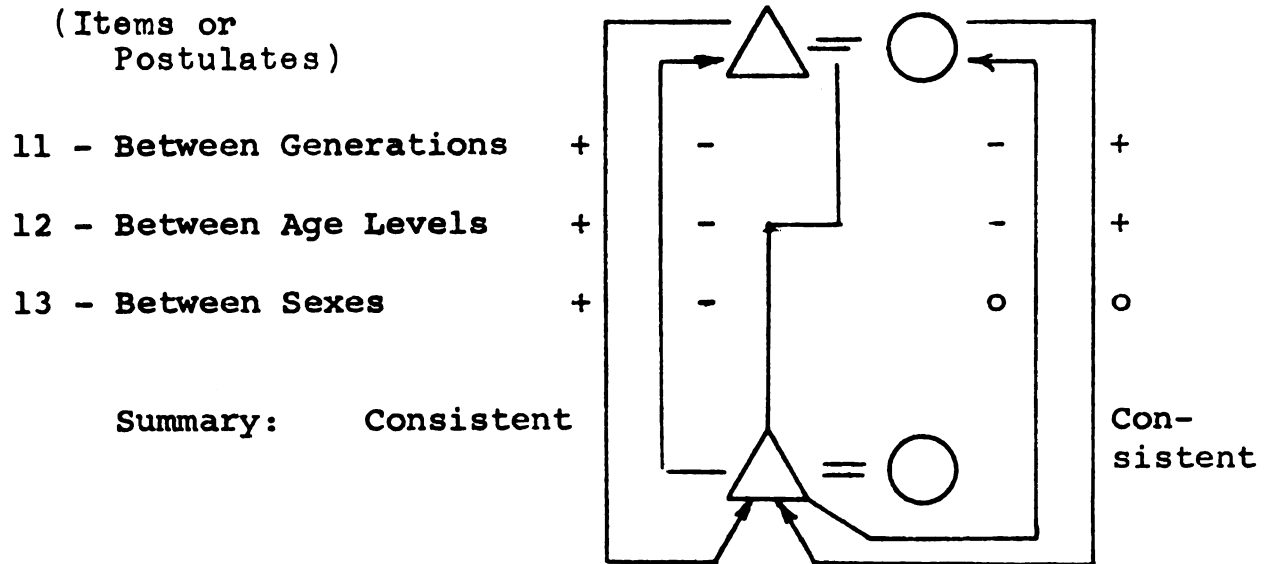 (Items or
Postulates)
11 - Between Generations + - - +
12 - Between Age Levels + - - +
13 - Between Sexes + - o o
Summary: Consistent Con-
sistent